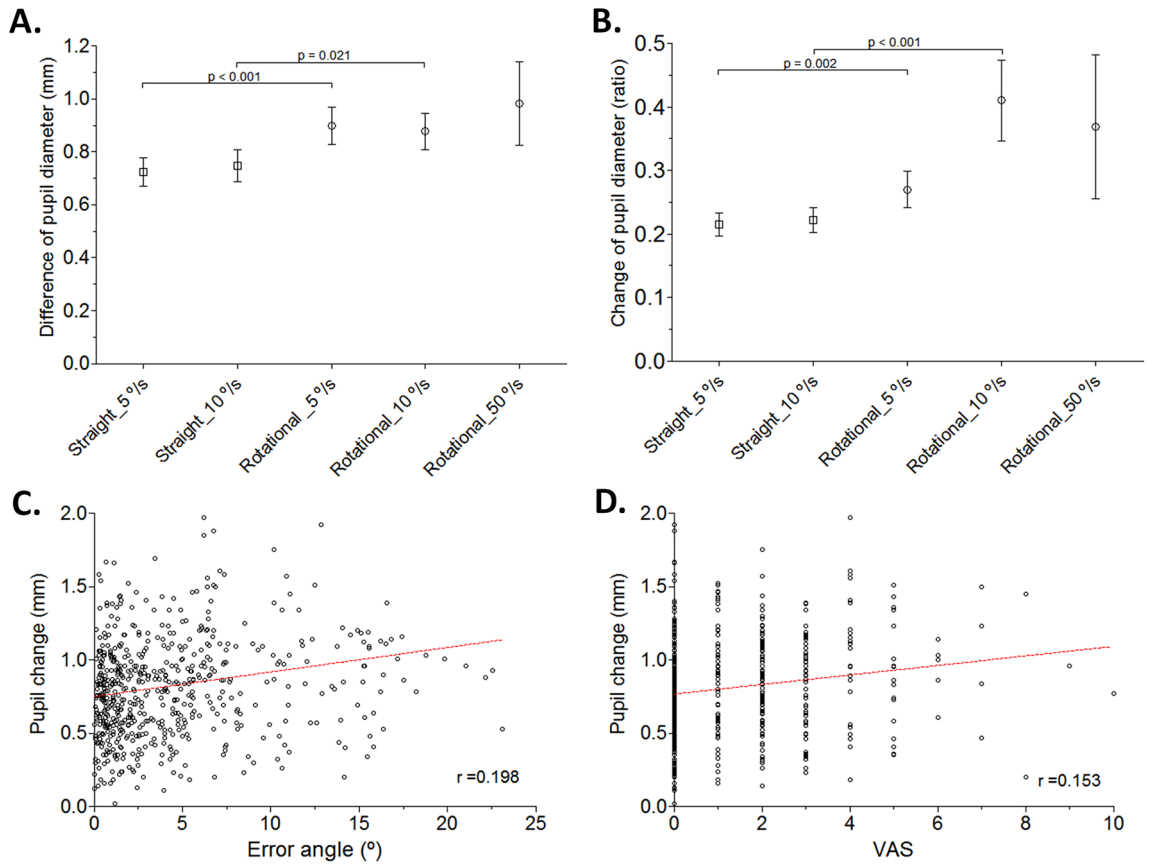 A.
Difference of pupil diameter (mm)
1.2
1.0
0.8
0.6
0.4
0.2
0.0
p = 0.021
p < 0.001
Straight_5 º/s
Straight_10 º/s
Rotational_5 º/s
Rotational_10 º/s
Rotational_50 º/s
B.
Change of pupil diameter (ratio)
0.5
0.4
0.3
0.2
0.1
0.0
p < 0.001
p = 0.002
Straight_5 º/s
Straight_10 º/s
Rotational_5 º/s
Rotational_10 º/s
Rotational_50 º/s
C.
Pupil change (mm)
2.0
1.5
1.0
0.5
0.0
r =0.198
0 5 10 15 20 25
Error angle (º)
D.
Pupil change (mm)
2.0
1.5
1.0
0.5
0.0
r =0.153
0 2 4 6 8 10
VAS